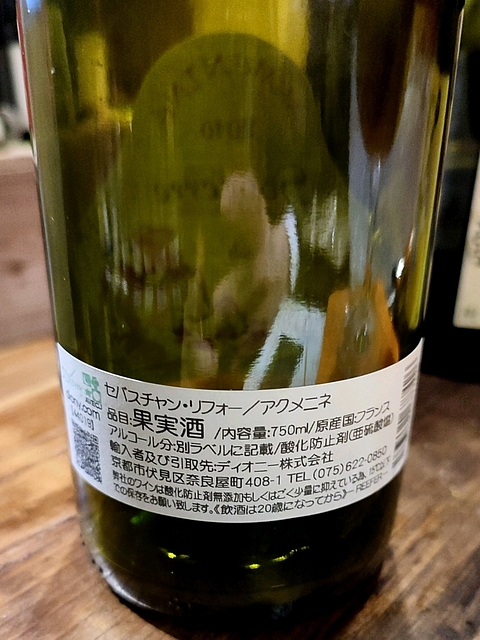 セバスチャン・リフォー/アクメニネ
品目:果実酒 /内容量:750ml/原産国:フランス
アルコール分:別ラベルに記載/酸化防止剤(亜硫酸塩)
輸入者及び引取先:ディオニー株式会社
京都市伏見区奈良屋町408-1 TEL(075)622-0850
弊社のワインは酸化防止剤無添加もしくはごく少量に抑えている為、
での保存をお願い致します。《飲酒は20歳になってから》-REEFER-
diony.com